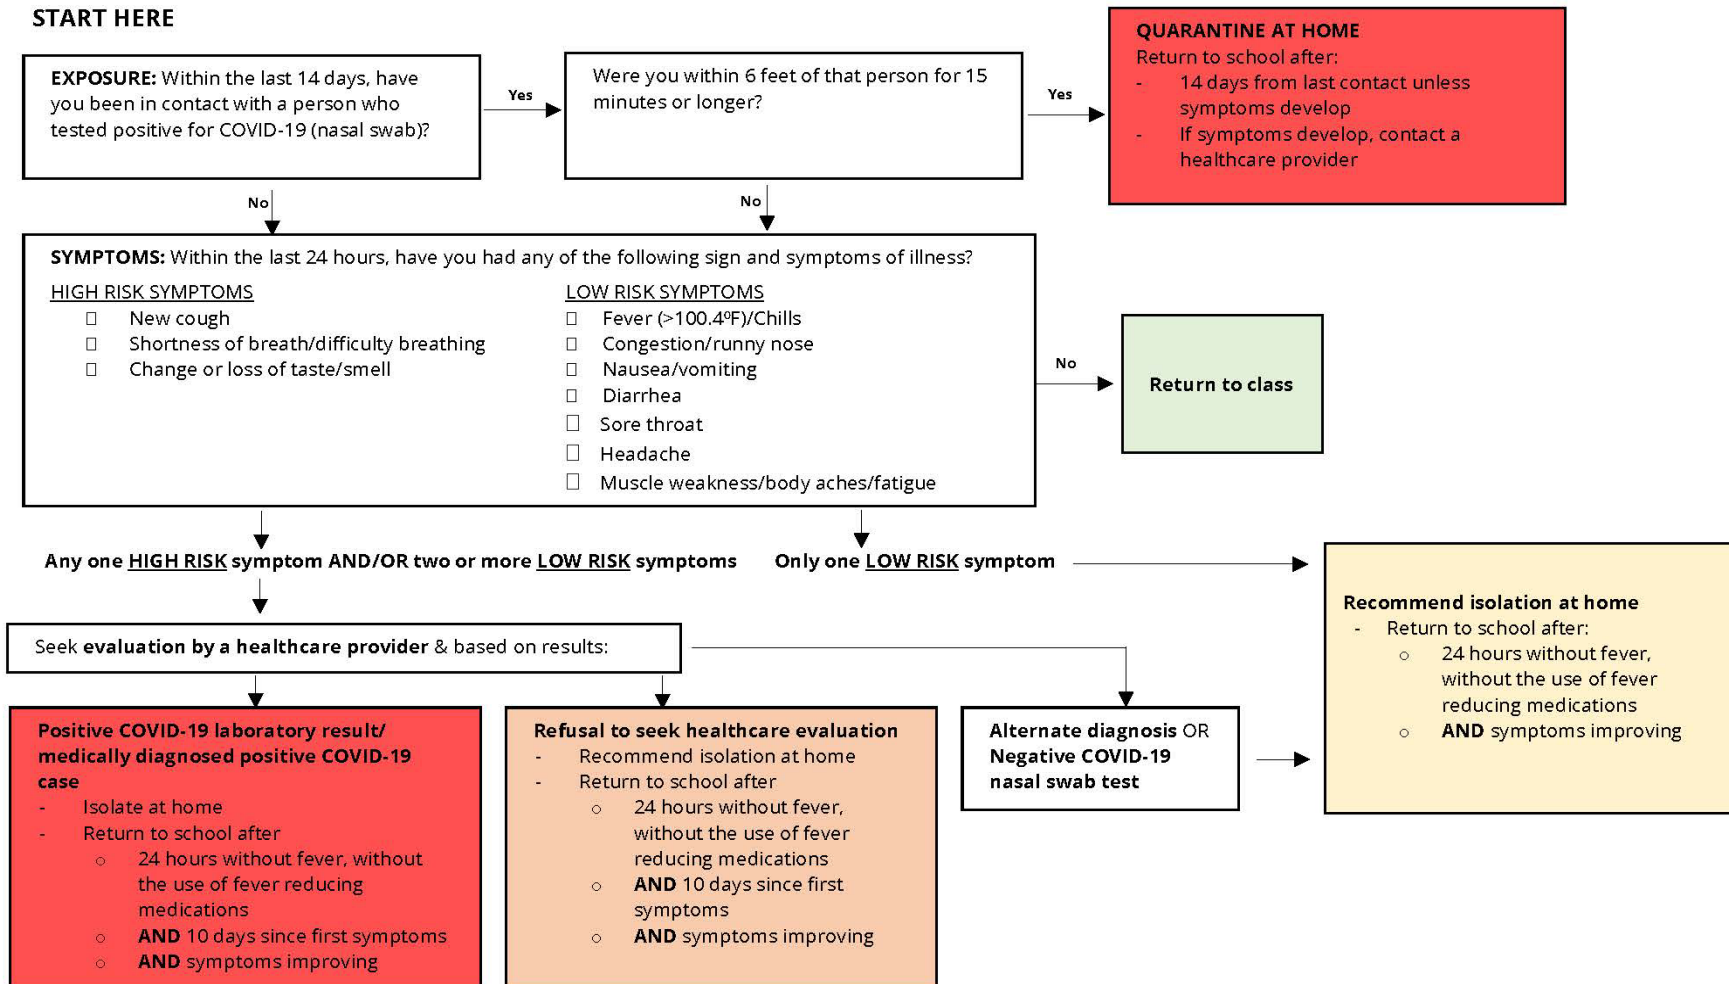 START HERE
EXPOSURE: Within the last 14 days, have
you been in contact with a person who
tested positive for COVID-19 (nasal swab)?
Yes
Were you within 6 feet of that person for 15
minutes or longer?
Yes
QUARANTINE AT HOME
Return to school after:
- 14 days from last contact unless
symptoms develop
- If symptoms develop, contact a
healthcare provider
No
No
SYMPTOMS: Within the last 24 hours, have you had any of the following sign and symptoms of illness?
HIGH RISK SYMPTOMS
New cough
Shortness of breath/difficulty breathing
Change or loss of taste/smell
LOW RISK SYMPTOMS
Fever (>100.4ºF)/Chills
Congestion/runny nose
Nausea/vomiting
Diarrhea
Sore throat
Headache
Muscle weakness/body aches/fatigue
No
Return to class
Any one HIGH RISK symptom AND/OR two or more LOW RISK symptoms
Only one LOW RISK symptom
Recommend isolation at home
- Return to school after:
o 24 hours without fever,
without the use of fever
reducing medications
o AND symptoms improving
Seek evaluation by a healthcare provider & based on results:
Positive COVID-19 laboratory result/
medically diagnosed positive COVID-19
case
- Isolate at home
- Return to school after
o 24 hours without fever, without
the use of fever reducing
medications
o AND 10 days since first symptoms
o AND symptoms improving
Refusal to seek healthcare evaluation
- Recommend isolation at home
- Return to school after
o 24 hours without fever,
without the use of fever
reducing medications
o AND 10 days since first
symptoms
o AND symptoms improving
Alternate diagnosis OR
Negative COVID-19
nasal swab test